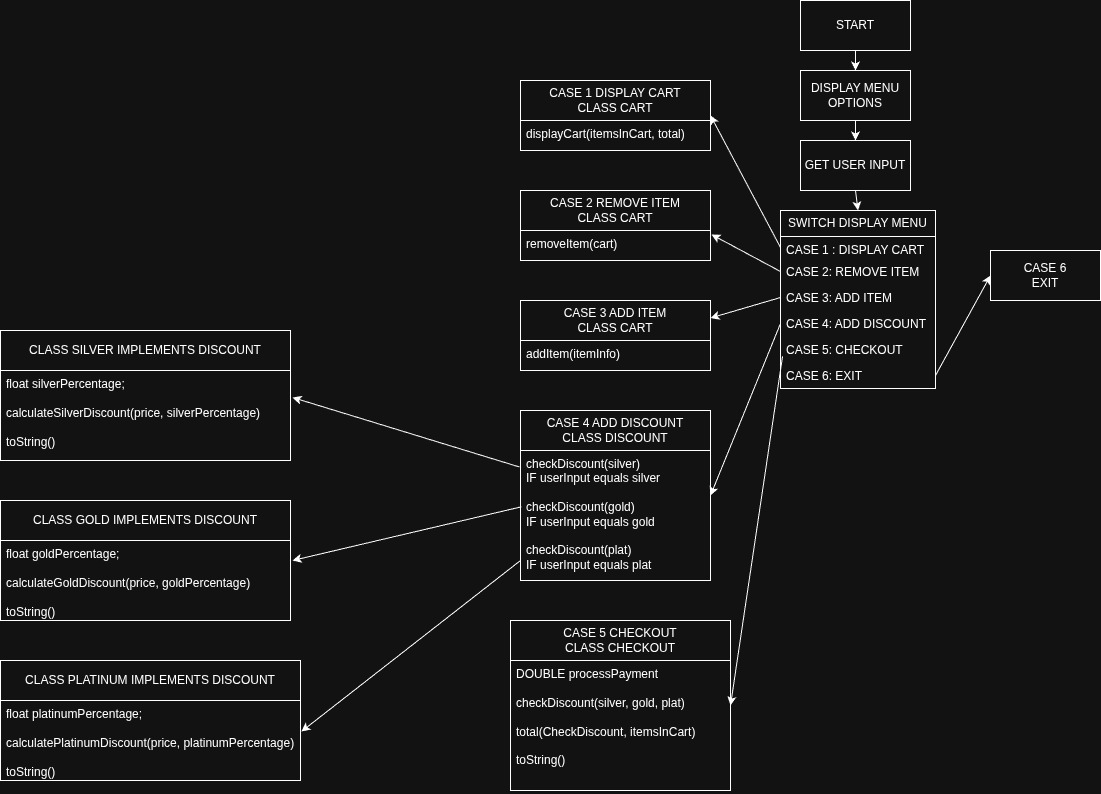 START
DISPLAY MENU
OPTIONS
GET USER INPUT
SWITCH DISPLAY MENU
CASE 1 : DISPLAY CART
CASE 2: REMOVE ITEM
CASE 3: ADD ITEM
CASE 4: ADD DISCOUNT
CASE 5: CHECKOUT
CASE 6: EXIT
CASE 6
EXIT
CASE 1 DISPLAY CART
CLASS CART
displayCart(itemsInCart, total)
CASE 2 REMOVE ITEM
CLASS CART
removeItem(cart)
CASE 3 ADD ITEM
CLASS CART
addItem(itemInfo)
CASE 4 ADD DISCOUNT
CLASS DISCOUNT
checkDiscount(silver)
IF userInput equals silver
checkDiscount(gold)
IF userInput equals gold
checkDiscount(plat)
IF userInput equals plat
CASE 5 CHECKOUT
CLASS CHECKOUT
DOUBLE processPayment
checkDiscount(silver, gold, plat)
total(CheckDiscount, itemsInCart)
toString()
CLASS SILVER IMPLEMENTS DISCOUNT
float silverPercentage;
calculateSilverDiscount(price, silverPercentage)
toString()
CLASS GOLD IMPLEMENTS DISCOUNT
float goldPercentage;
calculateGoldDiscount(price, goldPercentage)
toString()
CLASS PLATINUM IMPLEMENTS DISCOUNT
float platinumPercentage;
calculatePlatinumDiscount(price, platinumPercentage)
toString()